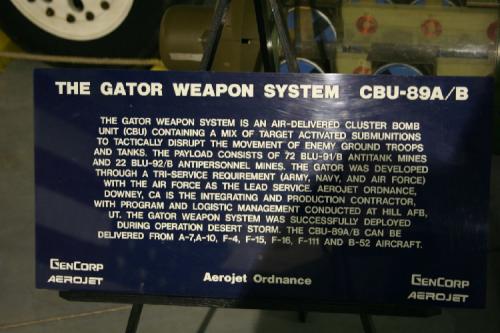 THE GATOR WEAPON SYSTEM CBU-89A/B
THE GATOR WEAPON SYSTEM IS AN AIR-DELIVERED CLUSTER BOMB
UNIT (CBU) CONTAINING A MIX OF TARGET ACTIVATED SUBMUNITIONS
TO TACTICALLY DISRUPT THE MOVEMENT OF ENEMY GROUND TROOPS
AND TANKS. THE PAYLOAD CONSISTS OF 72 BLU-91/B ANTITANK MINES
AND 22 BLU-92/B ANTIPERSONNEL MINES. THE GATOR WAS DEVELOPED
THROUGH A TRI-SERVICE REQUIREMENT (ARMY, NAVY, AND AIR FORCE)
WITH THE AIR FORCE AS THE LEAD SERVICE. AEROJET ORDNANCE,
DOWNEY, CA IS THE INTEGRATING AND PRODUCTION CONTRACTOR,
WITH PROGRAM AND LOGISTIC MANAGEMENT CONDUCTED AT HILL AFB,
UT. THE GATOR WEAPON SYSTEM WAS SUCCESSFULLY DEPLOYED
DURING OPERATION DESERT STORM. THE CBU-89A/B CAN BE
DELIVERED FROM A-7,A-10, F-4, F-15, F-16, F-111 AND B-52 AIRCRAFT.
GENCORP
AEROJET
Aerojet Ordnance
GENCORP
AEROJET